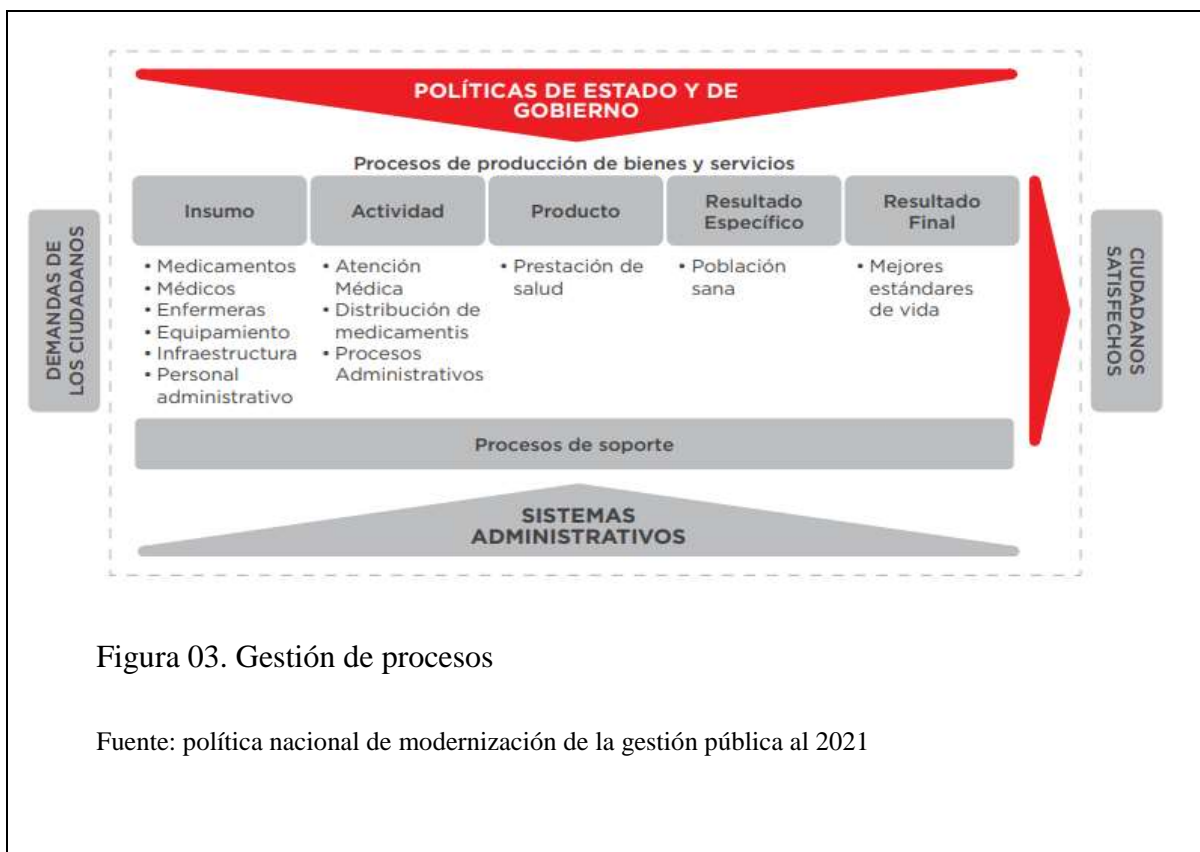 POLÍTICAS DE ESTADO Y DE
GOBIERNO
Procesos de producción de bienes y servicios
DEMANDAS DE
LOS CIUDADANOS
Insumo
• Medicamentos
• Médicos
• Enfermeras
• Equipamiento
• Infraestructura
• Personal
administrativo
Actividad
• Atención
Médica
• Distribución de
medicamentis
• Procesos
Administrativos
Producto
• Prestación de
salud
Resultado
Específico
• Población
sana
Resultado
Final
• Mejores
estándares
de vida
CIUDADANOS
SATISFECHOS
Procesos de soporte
SISTEMAS
ADMINISTRATIVOS
Figura 03. Gestión de procesos
Fuente: política nacional de modernización de la gestión pública al 2021